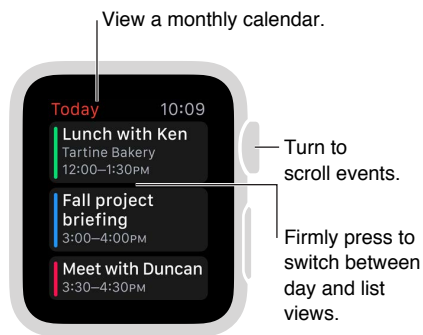 View a monthly calendar.
Today 10:09
Lunch with Ken
Tartine Bakery
12:00–1:30PM
Fall project
briefing
3:00–4:00PM
Meet with Duncan
3:30–4:30PM
Turn to
scroll events.
Firmly press to
switch between
day and list
views.